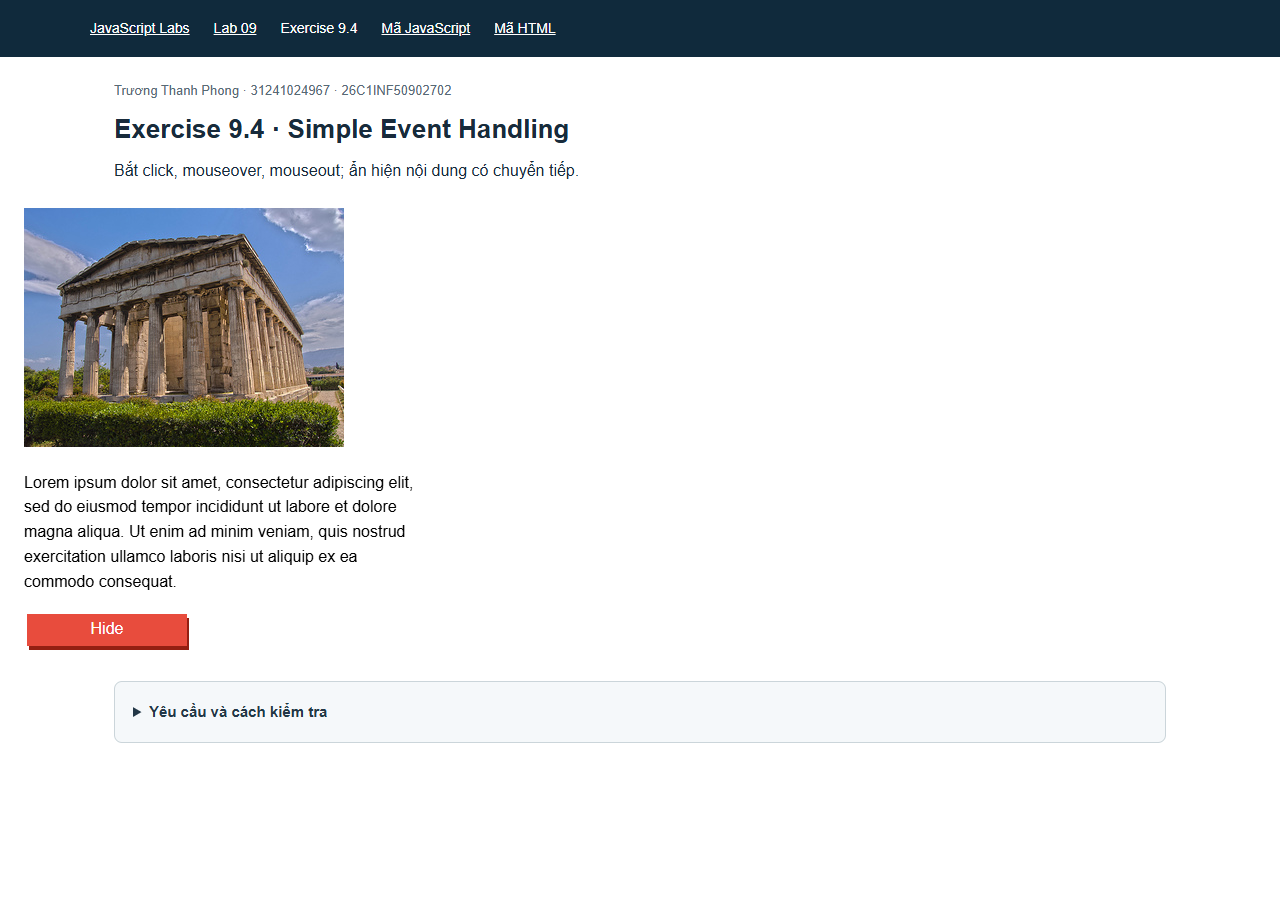 JavaScript Labs Lab 09 Exercise 9.4 Mã JavaScript Mã HTML
Trương Thanh Phong · 31241024967 · 26C1INF50902702
Exercise 9.4 · Simple Event Handling
Bắt click, mouseover, mouseout; ẩn hiện nội dung có chuyển tiếp.
Lorem ipsum dolor sit amet, consectetur adipiscing elit,
sed do eiusmod tempor incididunt ut labore et dolore
magna aliqua. Ut enim ad minim veniam, quis nostrud
exercitation ullamco laboris nisi ut aliquip ex ea
commodo consequat.
Hide
Yêu cầu và cách kiểm tra